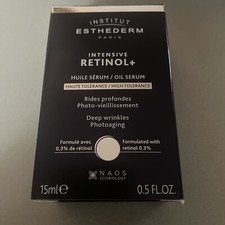 INSTITUT
ESTHEDERM
PARIS
INTENSIVE
RETINOL+
HUILE SÉRUM / OIL SERUM
HAUTE TOLÉRANCE / HIGH TOLERANCE
Rides profondes
Photo-vieillissement
Deep wrinkles
Photoaging
Formulé avec
0,3% de rétinol
Formulated with
retinol 0.3%
NAOS
ECOBIOLOGY
15ml ℮
0.5 FL.OZ.